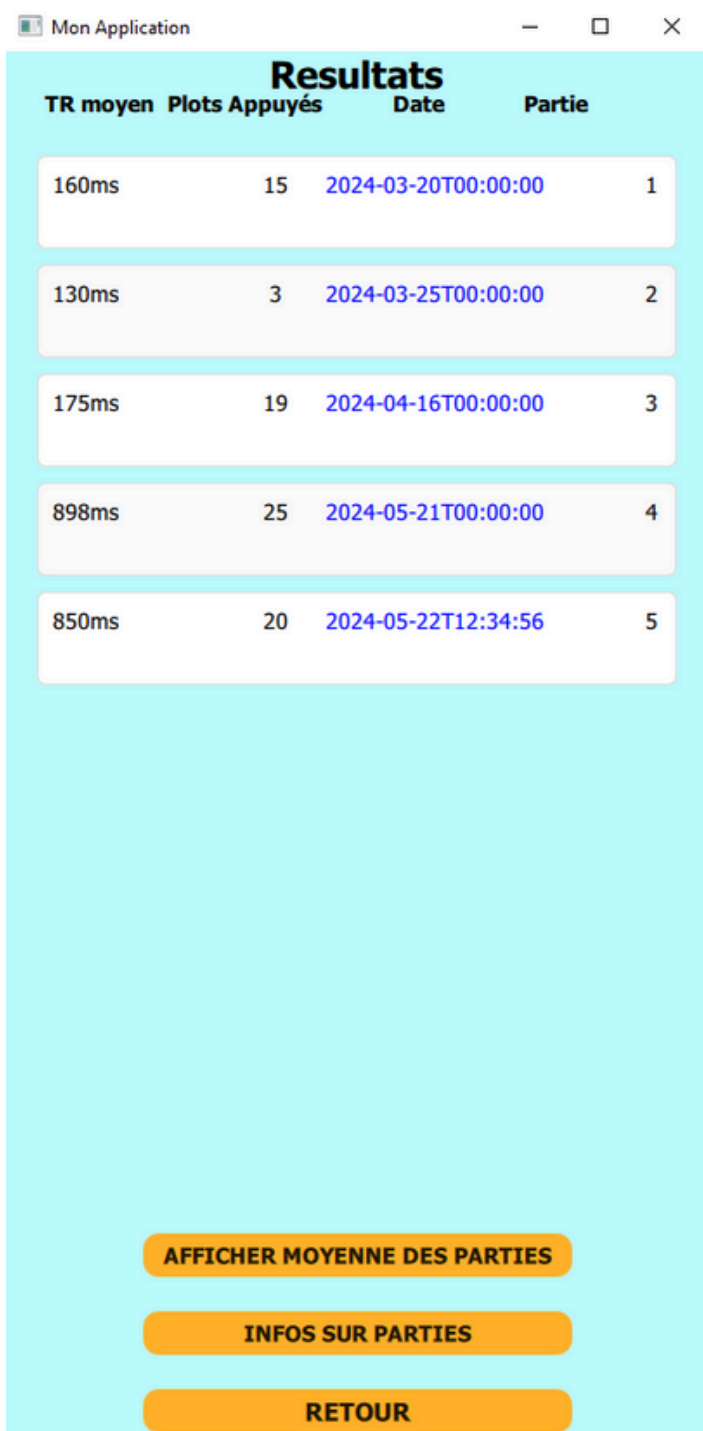 Mon Application
Resultats
TR moyen Plots Appuyés Date Partie
160ms 15 2024-03-20T00:00:00 1
130ms 3 2024-03-25T00:00:00 2
175ms 19 2024-04-16T00:00:00 3
898ms 25 2024-05-21T00:00:00 4
850ms 20 2024-05-22T12:34:56 5
AFFICHER MOYENNE DES PARTIES
INFOS SUR PARTIES
RETOUR